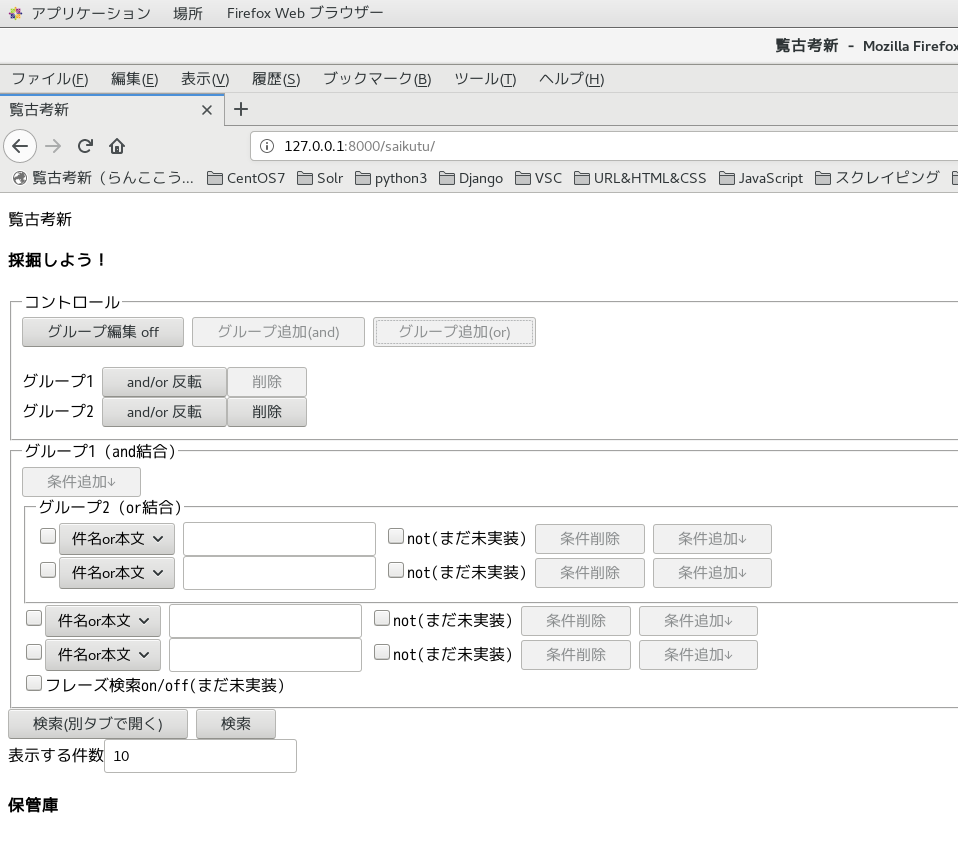 アプリケーション 場所 Firefox Web ブラウザー
覧古考新 - Mozilla Firefox
ファイル(F) 編集(E) 表示(V) 履歴(S) ブックマーク(B) ツール(T) ヘルプ(H)
覧古考新
127.0.0.1:8000/saikutu/
覧古考新（らんここう… CentOS7 Solr python3 Django VSC URL&HTML&CSS JavaScript スクレイピング
覧古考新
採掘しよう！
コントロール
グループ編集 off グループ追加(and) グループ追加(or)
グループ1 and/or 反転 削除
グループ2 and/or 反転 削除
グループ1（and結合）
条件追加↓
グループ2（or結合）
件名or本文 not(まだ未実装) 条件削除 条件追加↓
件名or本文 not(まだ未実装) 条件削除 条件追加↓
件名or本文 not(まだ未実装) 条件削除 条件追加↓
件名or本文 not(まだ未実装) 条件削除 条件追加↓
フレーズ検索on/off(まだ未実装)
検索(別タブで開く) 検索
表示する件数 10
保管庫